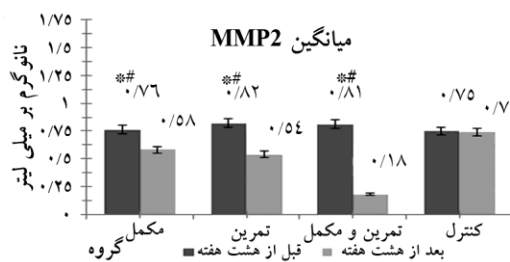 میانگین MMP2
نانوگرم بر میلی لیتر
۱/۷۵
۱/۵
۱/۲۵
۱
۰/۷۵
۰/۵
۰/۲۵
۰
*# *# *#
۰/۷۶ ۰/۵۸ ۰/۸۲ ۰/۵۴ ۰/۸۱ ۰/۱۸ ۰/۷۵ ۰/۷
مکمل تمرین تمرین و مکمل کنترل
گروه
قبل از هشت هفته بعد از هشت هفته